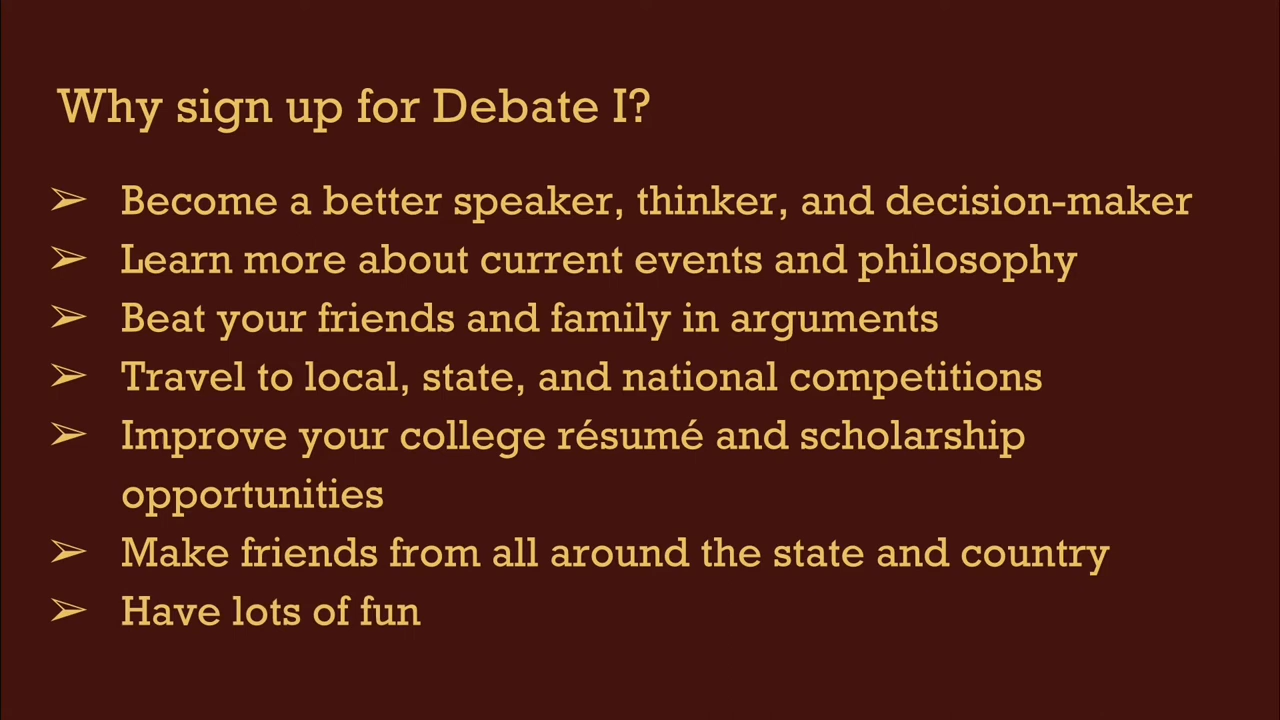 Why sign up for Debate I?
➢ Become a better speaker, thinker, and decision-maker
➢ Learn more about current events and philosophy
➢ Beat your friends and family in arguments
➢ Travel to local, state, and national competitions
➢ Improve your college résumé and scholarship
opportunities
➢ Make friends from all around the state and country
➢ Have lots of fun